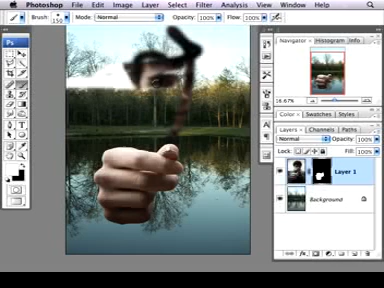 Photoshop File Edit Image Layer Select Filter Analysis View Window Help
Brush: 150 Mode: Normal Opacity: 100% Flow: 100%
Ps
Navigator Histogram Info
16.67%
Color Swatches Styles
Layers Channels Paths
Normal Opacity: 100%
Lock: Fill: 100%
Layer 1
Background